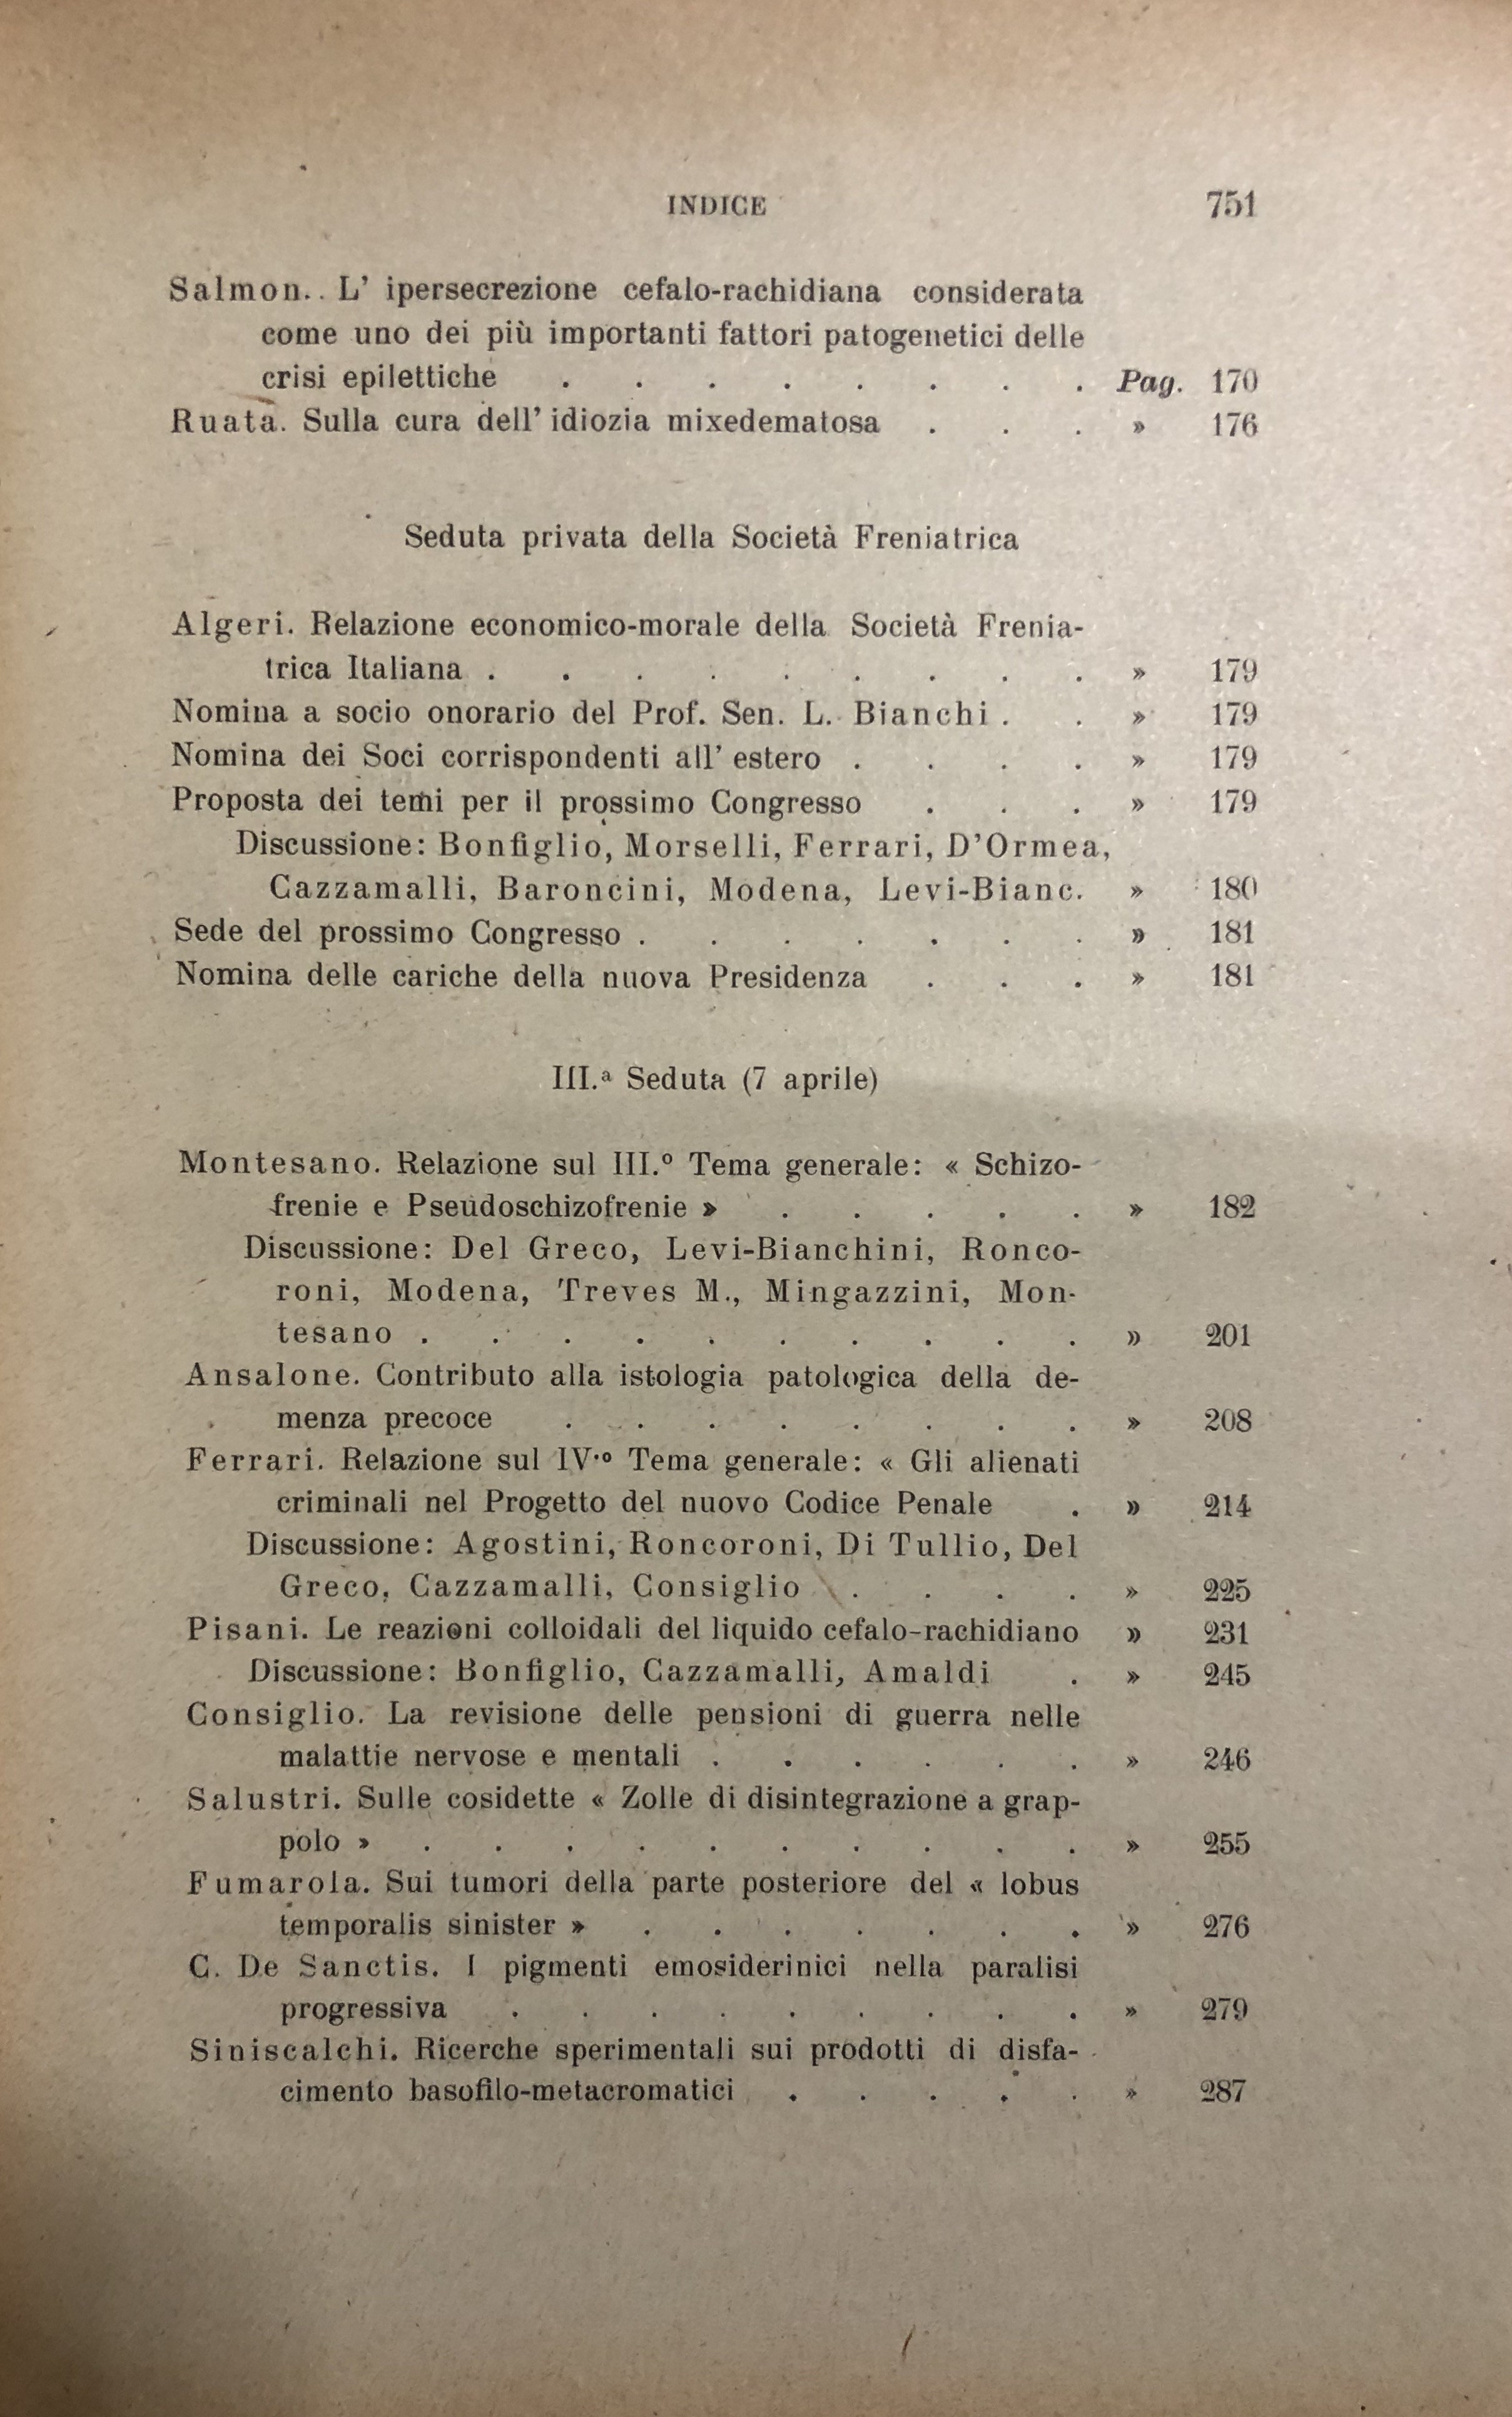 INDICE 751
Salmon. . L' ipersecrezione cefalo-rachidiana considerata
come uno dei più importanti fattori patogenetici delle
crisi epilettiche . . . . . . . . Pag. 170
Ruata. Sulla cura dell' idiozia mixedematosa . . . » 176
Seduta privata della Società Freniatrica
Algeri. Relazione economico-morale della Società Frenia-
trica Italiana . . . . . . . . . » 179
Nomina a socio onorario del Prof. Sen. L. Bianchi . . » 179
Nomina dei Soci corrispondenti all' estero . . . . » 179
Proposta dei temi per il prossimo Congresso . . . » 179
Discussione: Bonfiglio, Morselli, Ferrari, D'Ormea,
Cazzamalli, Baroncini, Modena, Levi-Bianc. » 180
Sede del prossimo Congresso . . . . . . . » 181
Nomina delle cariche della nuova Presidenza . . . » 181
III.ª Seduta (7 aprile)
Montesano. Relazione sul III.º Tema generale: « Schizo-
frenie e Pseudoschizofrenie » . . . . . » 182
Discussione: Del Greco, Levi-Bianchini, Ronco-
roni, Modena, Treves M., Mingazzini, Mon-
tesano . . . . . . . . . . » 201
Ansalone. Contributo alla istologia patologica della de-
menza precoce . . . . . . . . » 208
Ferrari. Relazione sul IV.º Tema generale: « Gli alienati
criminali nel Progetto del nuovo Codice Penale . » 214
Discussione: Agostini, Roncoroni, Di Tullio, Del
Greco, Cazzamalli, Consiglio . . . . » 225
Pisani. Le reazioni colloidali del liquido cefalo-rachidiano » 231
Discussione: Bonfiglio, Cazzamalli, Amaldi . » 245
Consiglio. La revisione delle pensioni di guerra nelle
malattie nervose e mentali . . . . . . » 246
Salustri. Sulle cosidette « Zolle di disintegrazione a grap-
polo » . . . . . . . . . . » 255
Fumarola. Sui tumori della parte posteriore del « lobus
temporalis sinister » . . . . . . . » 276
C. De Sanctis. I pigmenti emosiderinici nella paralisi
progressiva . . . . . . . . . » 279
Siniscalchi. Ricerche sperimentali sui prodotti di disfa-
cimento basofilo-metacromatici . . . . . » 287